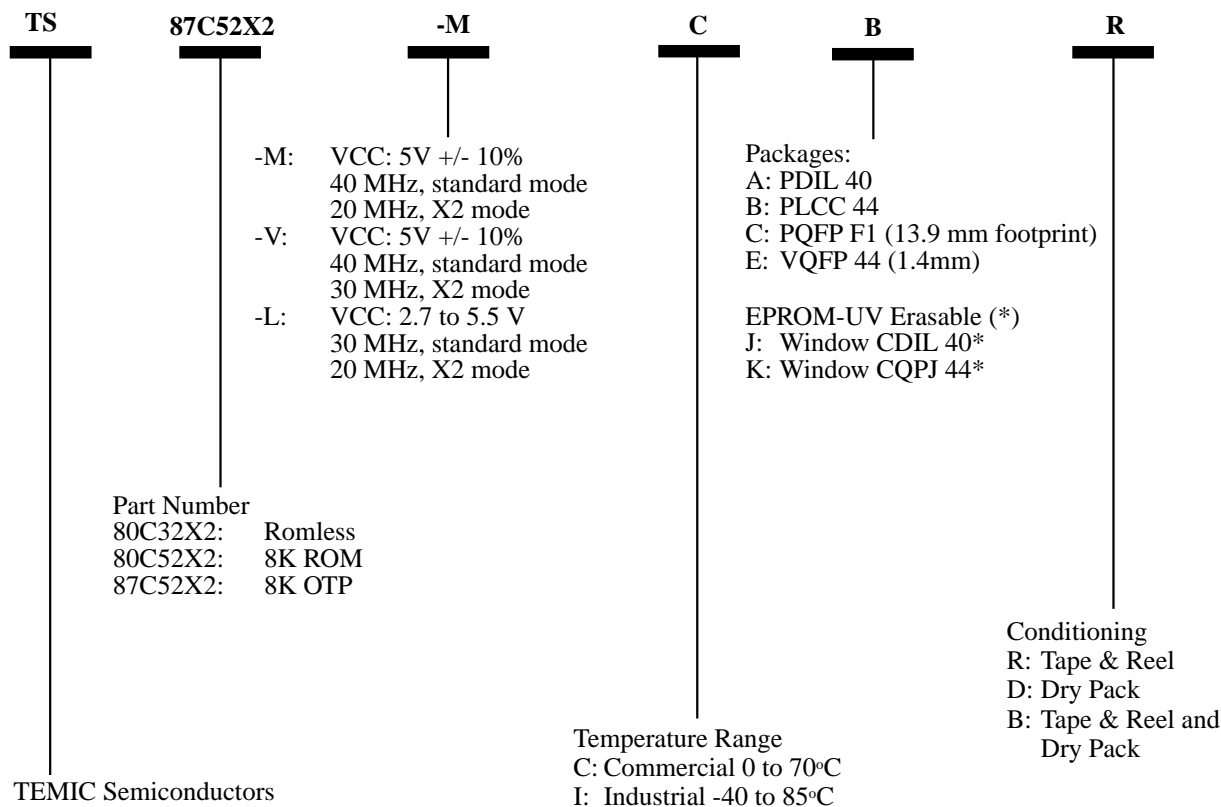 TS 87C52X2 -M C B R
-M: VCC: 5V +/- 10%
40 MHz, standard mode
20 MHz, X2 mode
-V: VCC: 5V +/- 10%
40 MHz, standard mode
30 MHz, X2 mode
-L: VCC: 2.7 to 5.5 V
30 MHz, standard mode
20 MHz, X2 mode
Packages:
A: PDIL 40
B: PLCC 44
C: PQFP F1 (13.9 mm footprint)
E: VQFP 44 (1.4mm)
EPROM-UV Erasable (*)
J: Window CDIL 40*
K: Window CQPJ 44*
Part Number
80C32X2: Romless
80C52X2: 8K ROM
87C52X2: 8K OTP
Conditioning
R: Tape & Reel
D: Dry Pack
B: Tape & Reel and
Dry Pack
Temperature Range
C: Commercial 0 to 70°C
I: Industrial -40 to 85°C
TEMIC Semiconductors